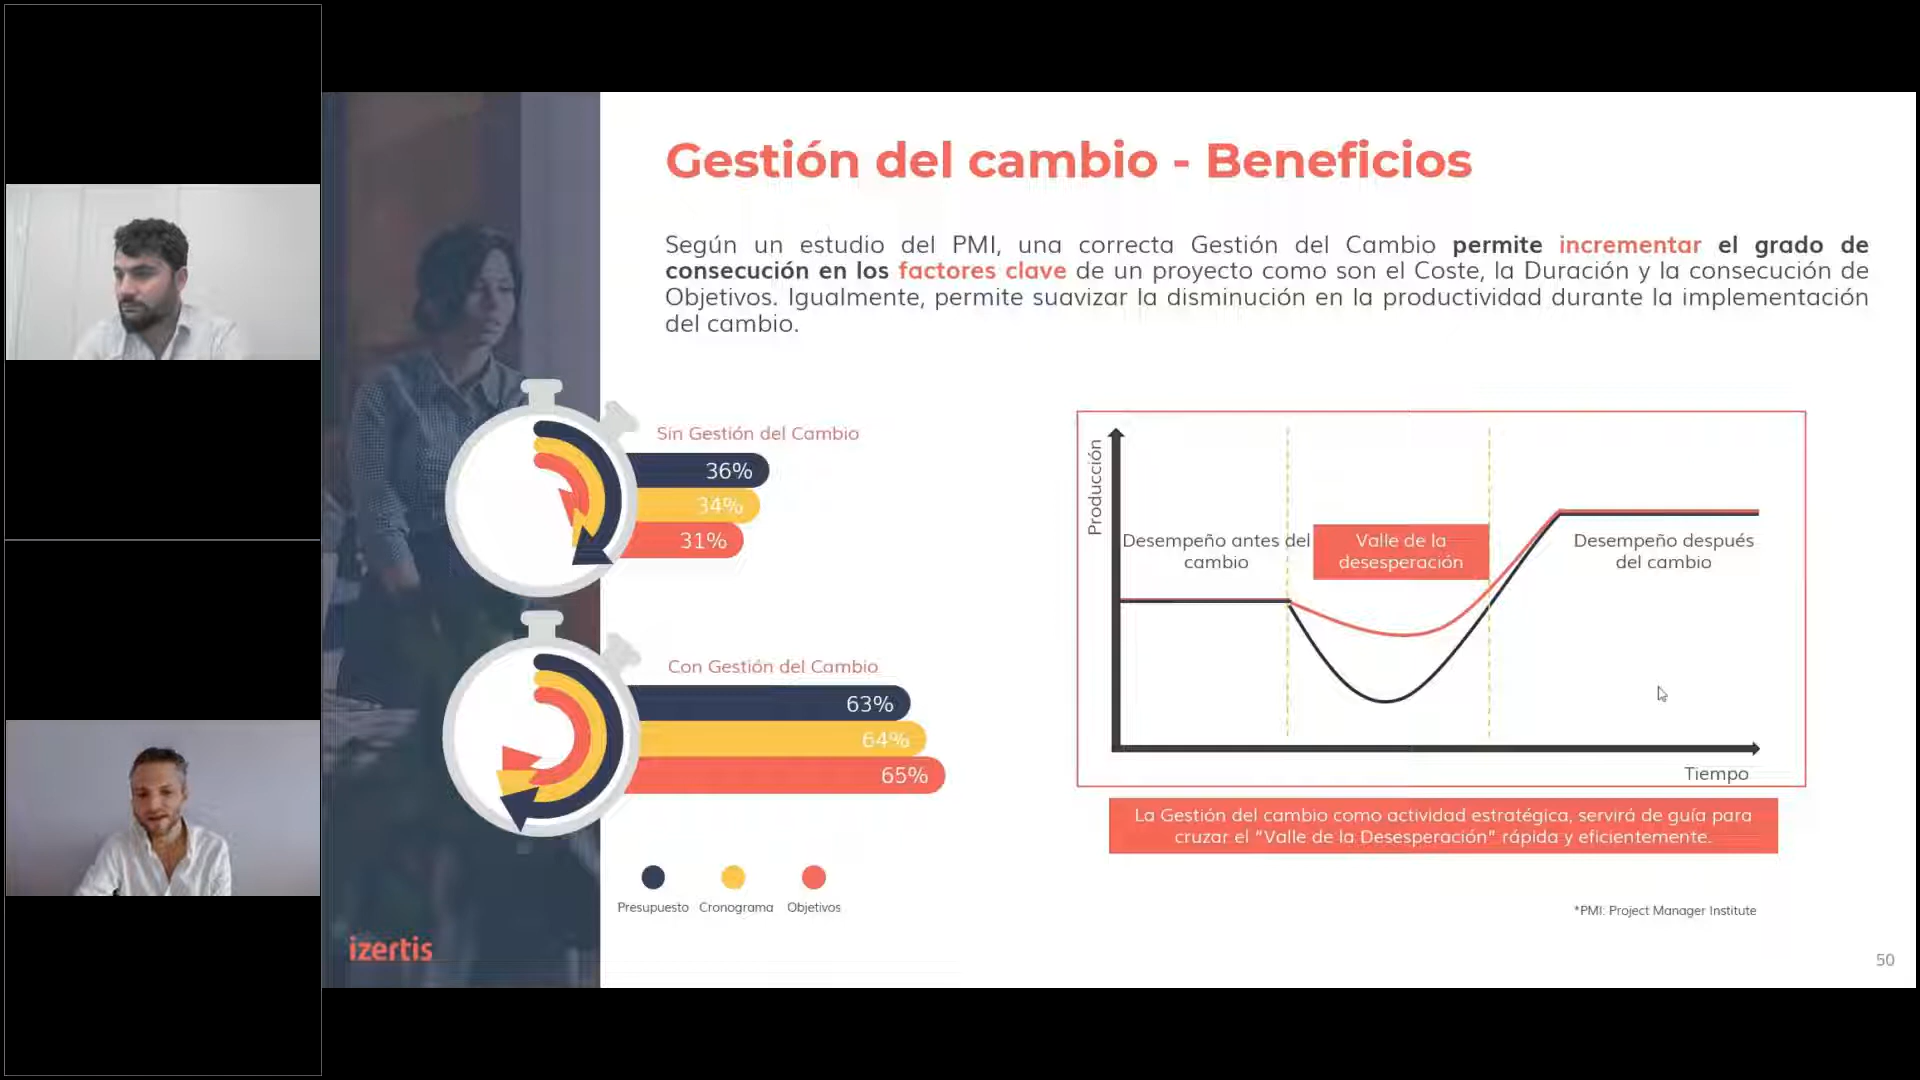 Gestión del cambio - Beneficios
Según un estudio del PMI, una correcta Gestión del Cambio permite incrementar el grado de
consecución en los factores clave de un proyecto como son el Coste, la Duración y la consecución de
Objetivos. Igualmente, permite suavizar la disminución en la productividad durante la implementación
del cambio.
Sin Gestión del Cambio
36%
34%
31%
Con Gestión del Cambio
63%
64%
65%
Presupuesto Cronograma Objetivos
Producción
Desempeño antes del
cambio
Valle de la
desesperación
Desempeño después
del cambio
Tiempo
La Gestión del cambio como actividad estratégica, servirá de guía para
cruzar el "Valle de la Desesperación" rápida y eficientemente.
*PMI: Project Manager Institute
izertis
50